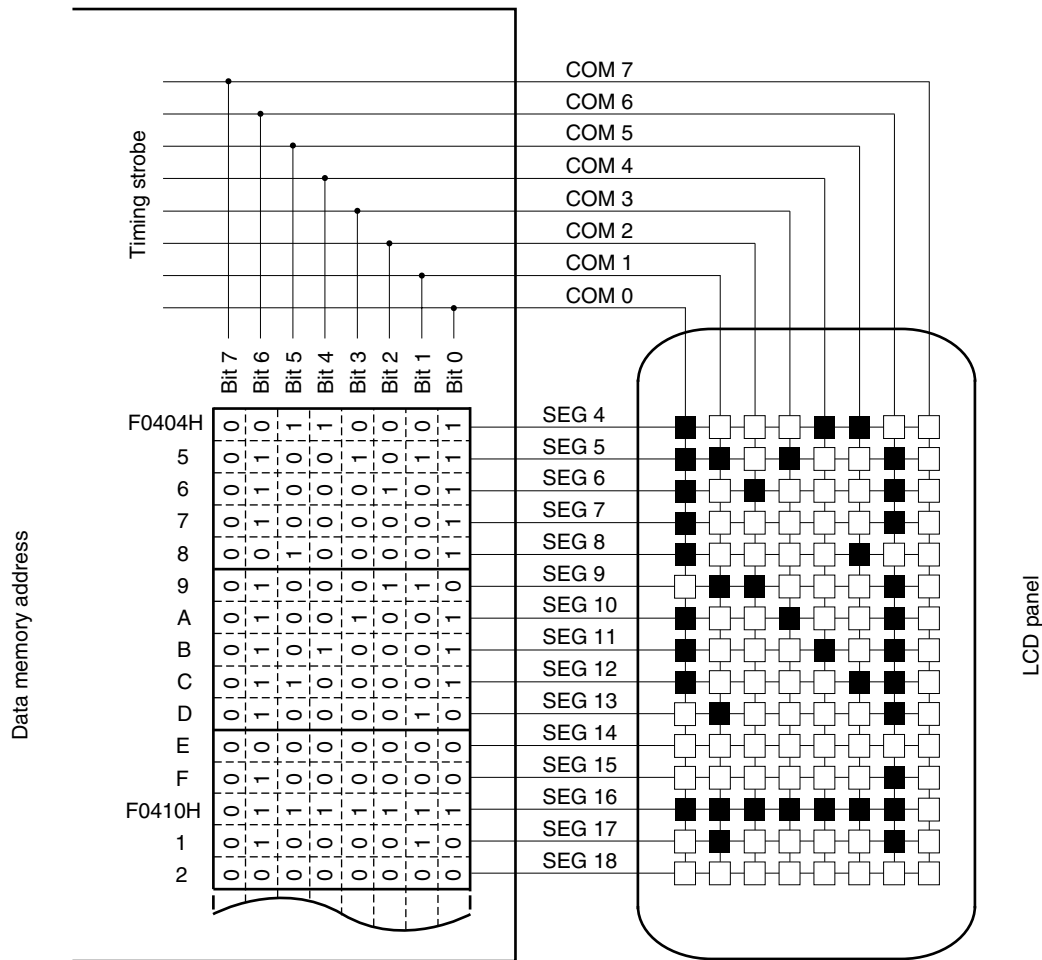 COM 7
COM 6
COM 5
COM 4
COM 3
COM 2
COM 1
COM 0
Timing strobe
Bit 7 Bit 6 Bit 5 Bit 4 Bit 3 Bit 2 Bit 1 Bit 0
F0404H 0 0 1 1 0 0 0 1 SEG 4
5 0 1 0 0 1 0 1 1 SEG 5
6 0 1 0 0 0 1 0 1 SEG 6
7 0 1 0 0 0 0 0 1 SEG 7
8 0 0 1 0 0 0 0 1 SEG 8
9 0 1 0 0 0 1 1 0 SEG 9
A 0 1 0 0 1 0 0 1 SEG 10
B 0 1 0 1 0 0 0 1 SEG 11
C 0 1 1 0 0 0 0 1 SEG 12
D 0 1 0 0 0 0 1 0 SEG 13
E 0 0 0 0 0 0 0 0 SEG 14
F 0 1 0 0 0 0 0 0 SEG 15
F0410H 0 1 1 1 1 1 1 1 SEG 16
1 0 1 0 0 0 0 1 0 SEG 17
2 0 0 0 0 0 0 0 0 SEG 18
Data memory address
LCD panel